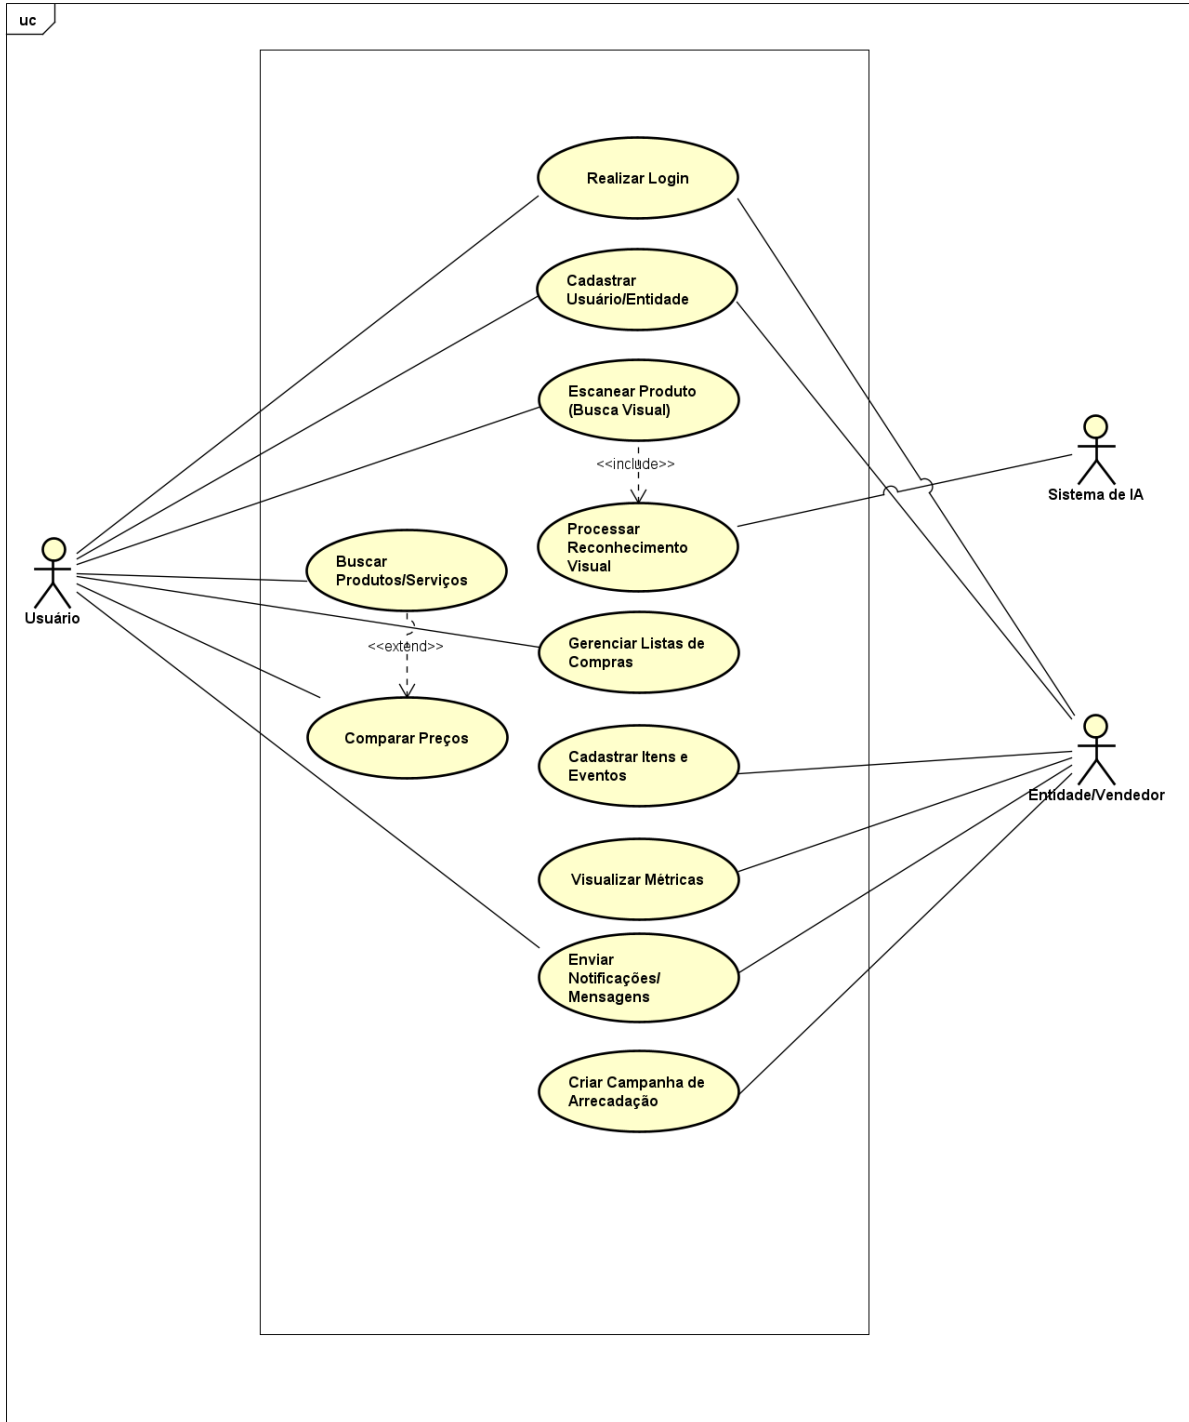 uc
Realizar Login
Cadastrar
Usuário/Entidade
Escanear Produto
(Busca Visual)
<<include>>
Sistema de IA
Processar
Reconhecimento
Visual
Buscar
Produtos/Serviços
Usuário
<<extend>>
Gerenciar Listas de
Compras
Comparar Preços
Cadastrar Itens e
Eventos
Entidade/Vendedor
Visualizar Métricas
Enviar
Notificações/
Mensagens
Criar Campanha de
Arrecadação